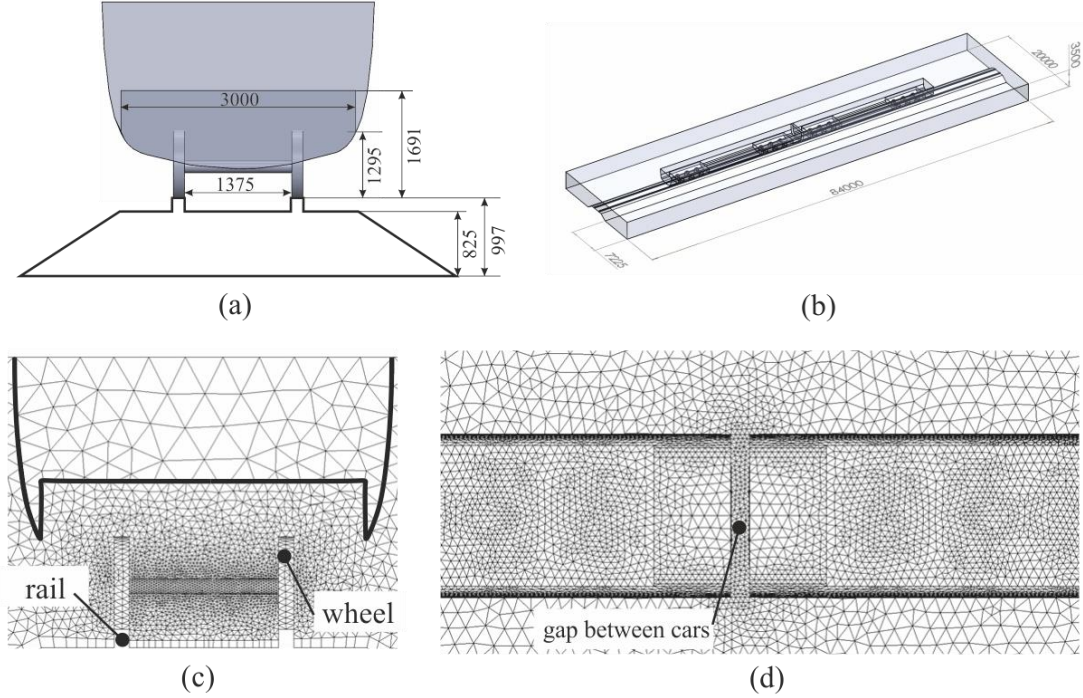 3000
1691
1295
1375
825
997
(a)
3500
20000
84000
7225
(b)
rail
wheel
(c)
gap between cars
(d)